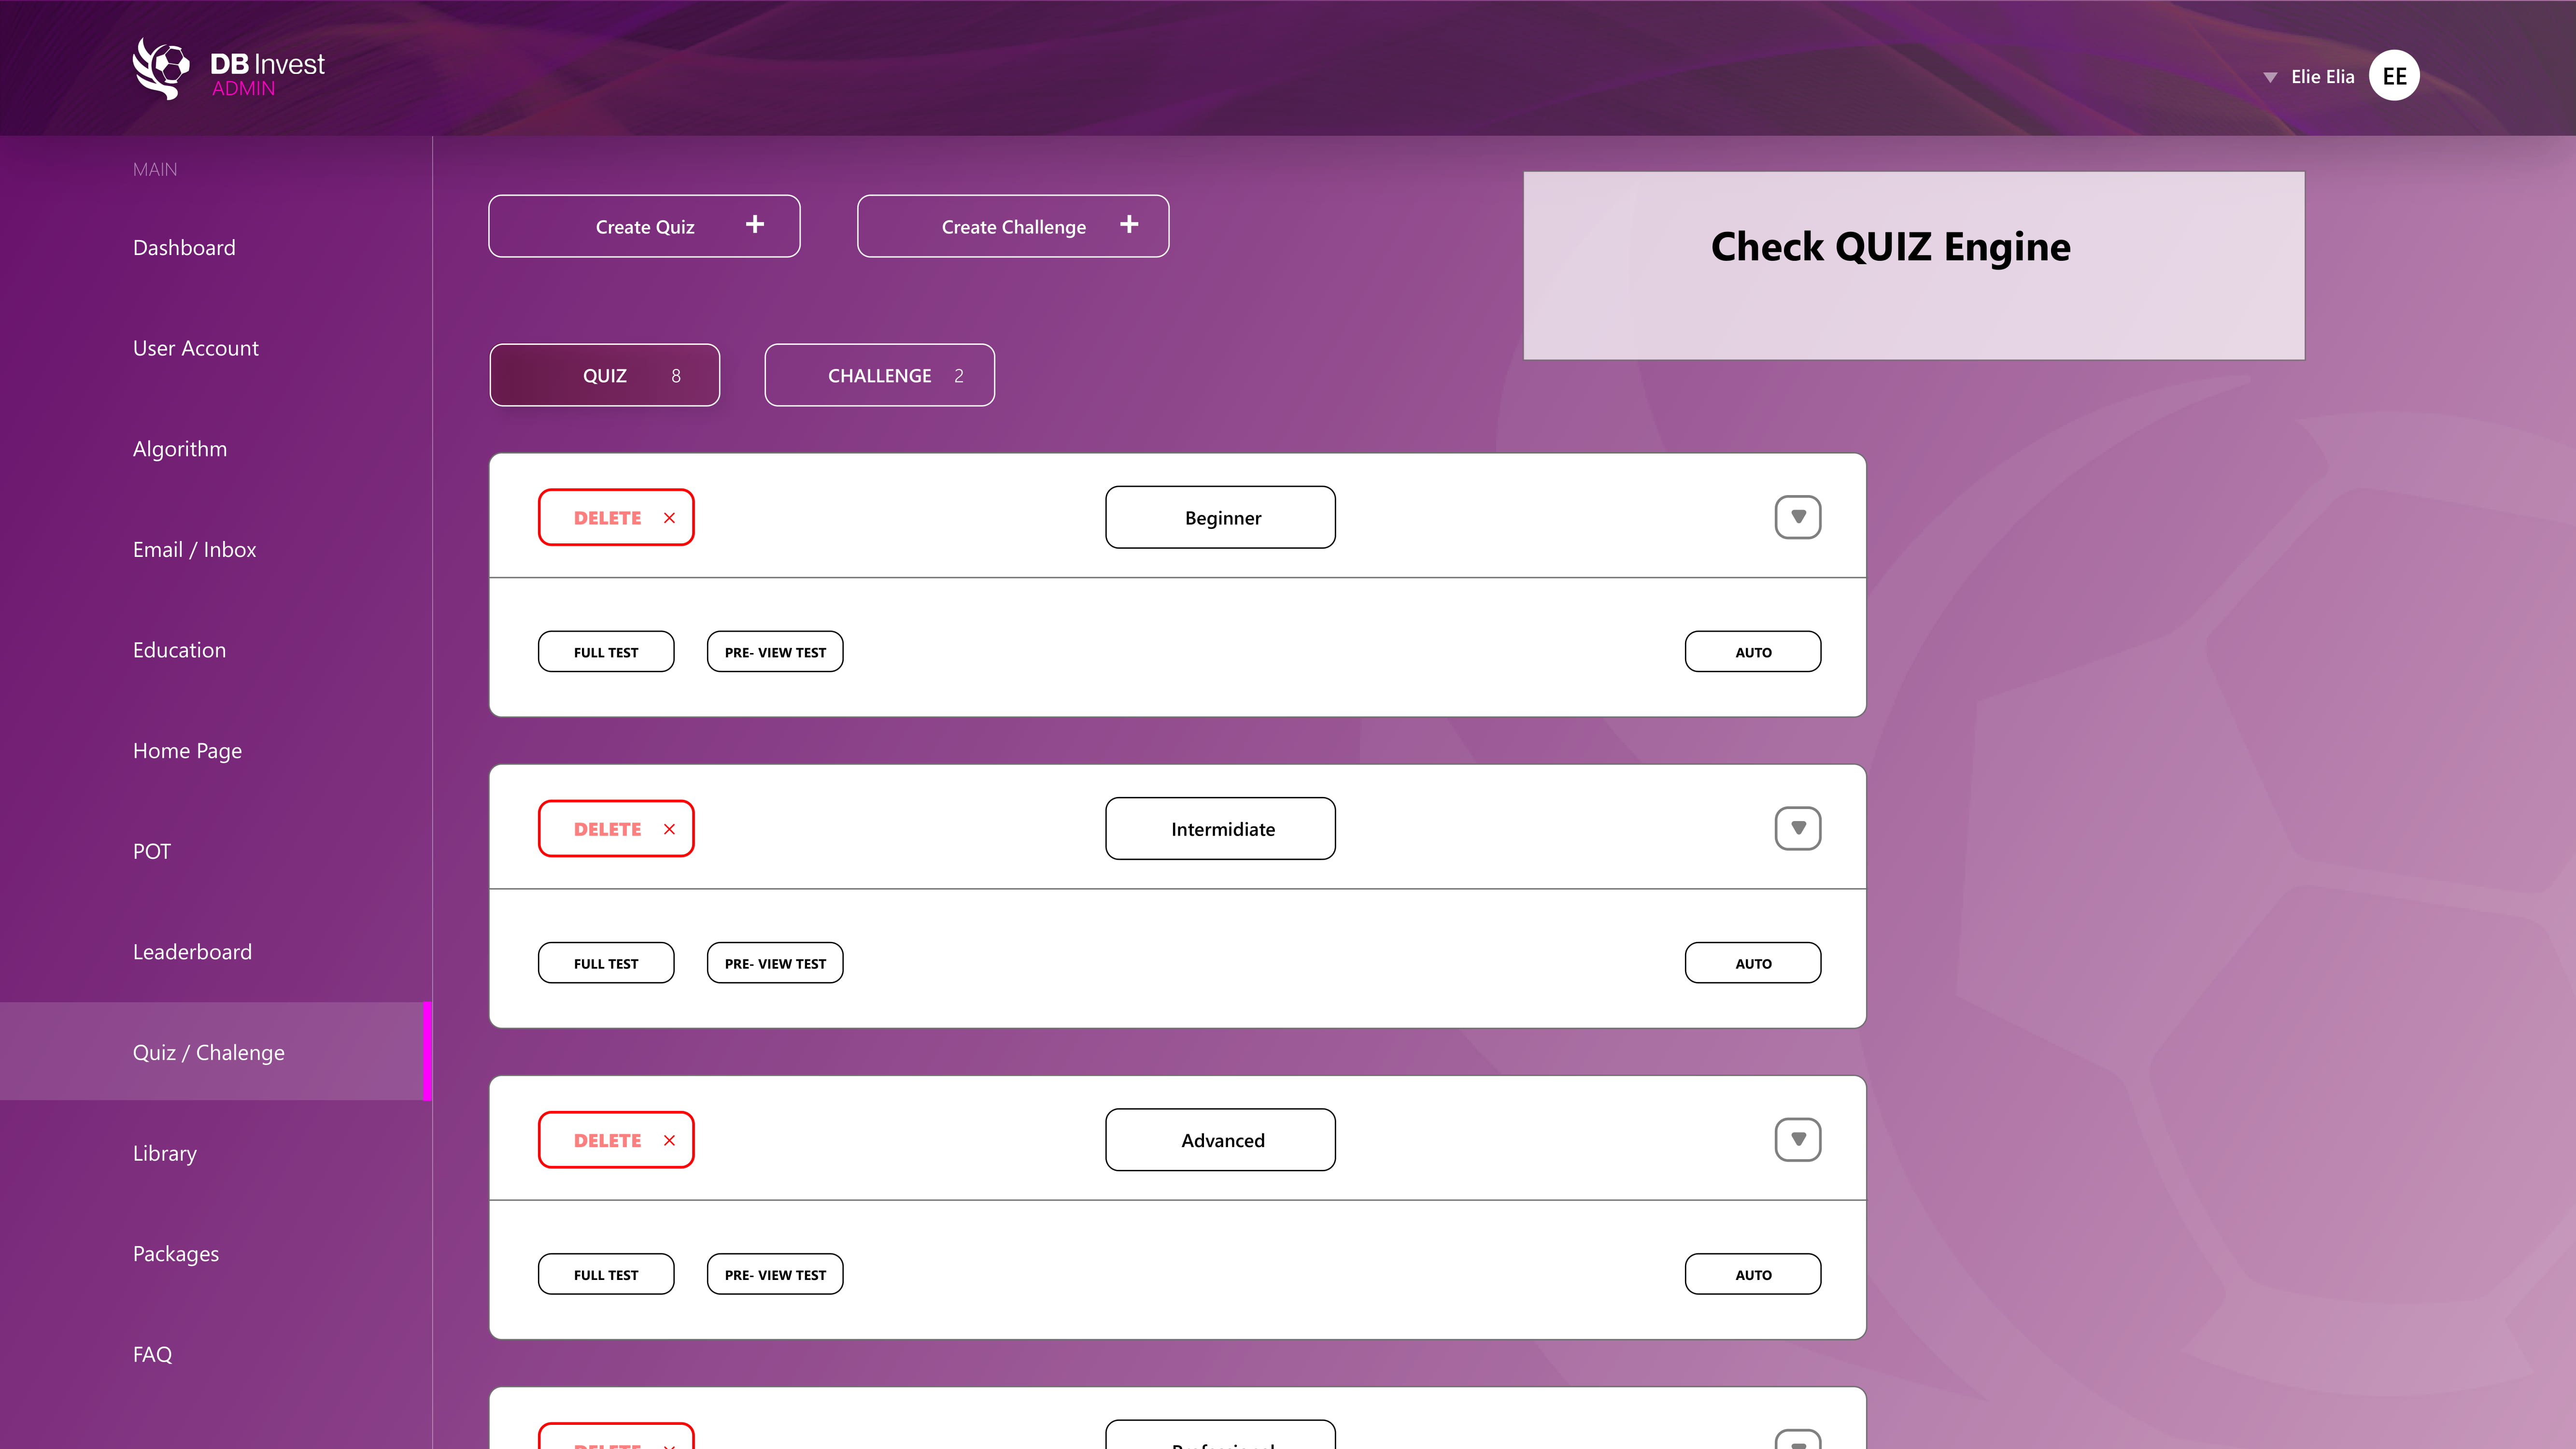 DB Invest
ADMIN
Elie Elia
EE
MAIN
Dashboard
User Account
Algorithm
Email / Inbox
Education
Home Page
POT
Leaderboard
Quiz / Chalenge
Library
Packages
FAQ
Create Quiz +
Create Challenge +
Check QUIZ Engine
QUIZ 8
CHALLENGE 2
DELETE ×
Beginner
FULL TEST
PRE- VIEW TEST
AUTO
DELETE ×
Intermidiate
FULL TEST
PRE- VIEW TEST
AUTO
DELETE ×
Advanced
FULL TEST
PRE- VIEW TEST
AUTO
DELETE
Professional